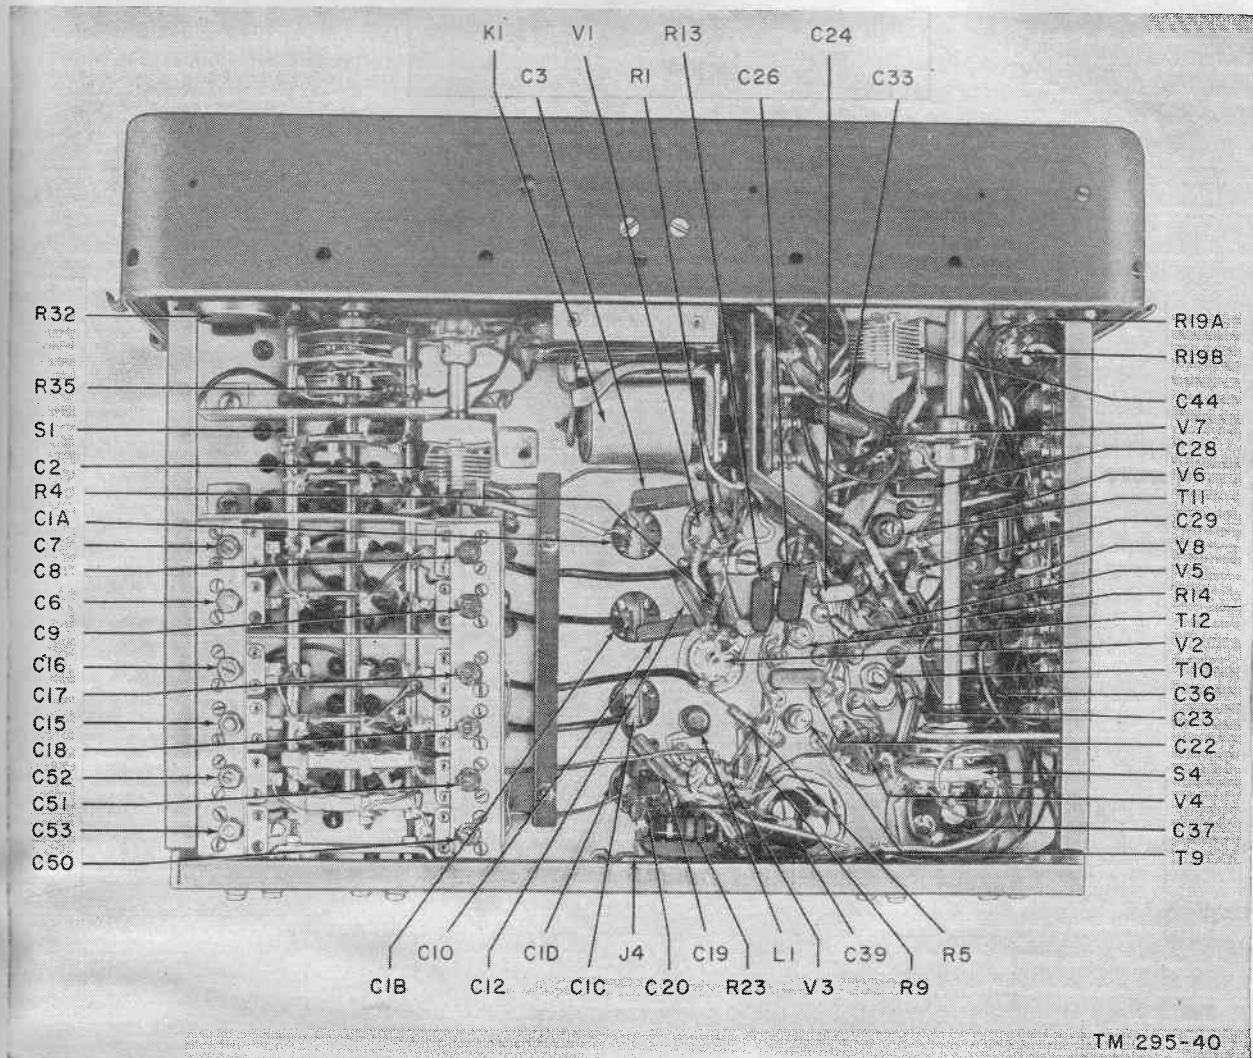 K1 V1 R13 C24
C3 R1 C26 C33
R32
R35
S1
C2
R4
C1A
C7
C8
C6
C9
C16
C17
C15
C18
C52
C51
C53
C50
R19A
R19B
C44
V7
C28
V6
T11
C29
V8
V5
R14
T12
V2
T10
C36
C23
C22
S4
V4
C37
T9
C10 C1D J4 C19 L1 C39 R5
C1B C12 C1C C20 R23 V3 R9
TM 295-40